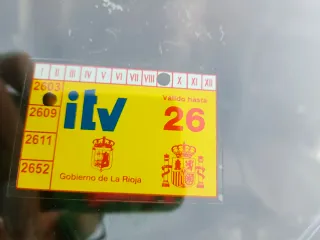 I II III IV V VI VII VIII X XI XII
2603
2609
2611
2652
itv
Válido hasta
26
Gobierno de La Rioja